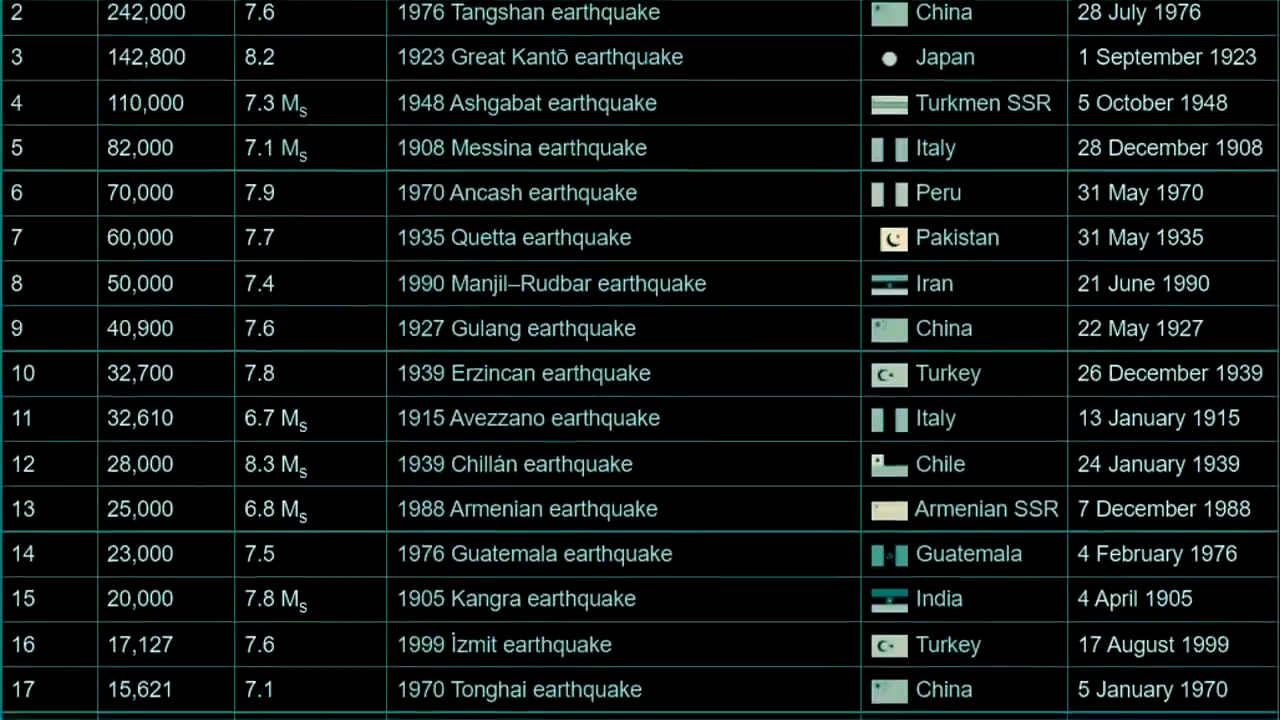 2 242,000 7.6 1976 Tangshan earthquake China 28 July 1976
3 142,800 8.2 1923 Great Kantō earthquake Japan 1 September 1923
4 110,000 7.3 Ms 1948 Ashgabat earthquake Turkmen SSR 5 October 1948
5 82,000 7.1 Ms 1908 Messina earthquake Italy 28 December 1908
6 70,000 7.9 1970 Ancash earthquake Peru 31 May 1970
7 60,000 7.7 1935 Quetta earthquake Pakistan 31 May 1935
8 50,000 7.4 1990 Manjil–Rudbar earthquake Iran 21 June 1990
9 40,900 7.6 1927 Gulang earthquake China 22 May 1927
10 32,700 7.8 1939 Erzincan earthquake Turkey 26 December 1939
11 32,610 6.7 Ms 1915 Avezzano earthquake Italy 13 January 1915
12 28,000 8.3 Ms 1939 Chillán earthquake Chile 24 January 1939
13 25,000 6.8 Ms 1988 Armenian earthquake Armenian SSR 7 December 1988
14 23,000 7.5 1976 Guatemala earthquake Guatemala 4 February 1976
15 20,000 7.8 Ms 1905 Kangra earthquake India 4 April 1905
16 17,127 7.6 1999 İzmit earthquake Turkey 17 August 1999
17 15,621 7.1 1970 Tonghai earthquake China 5 January 1970